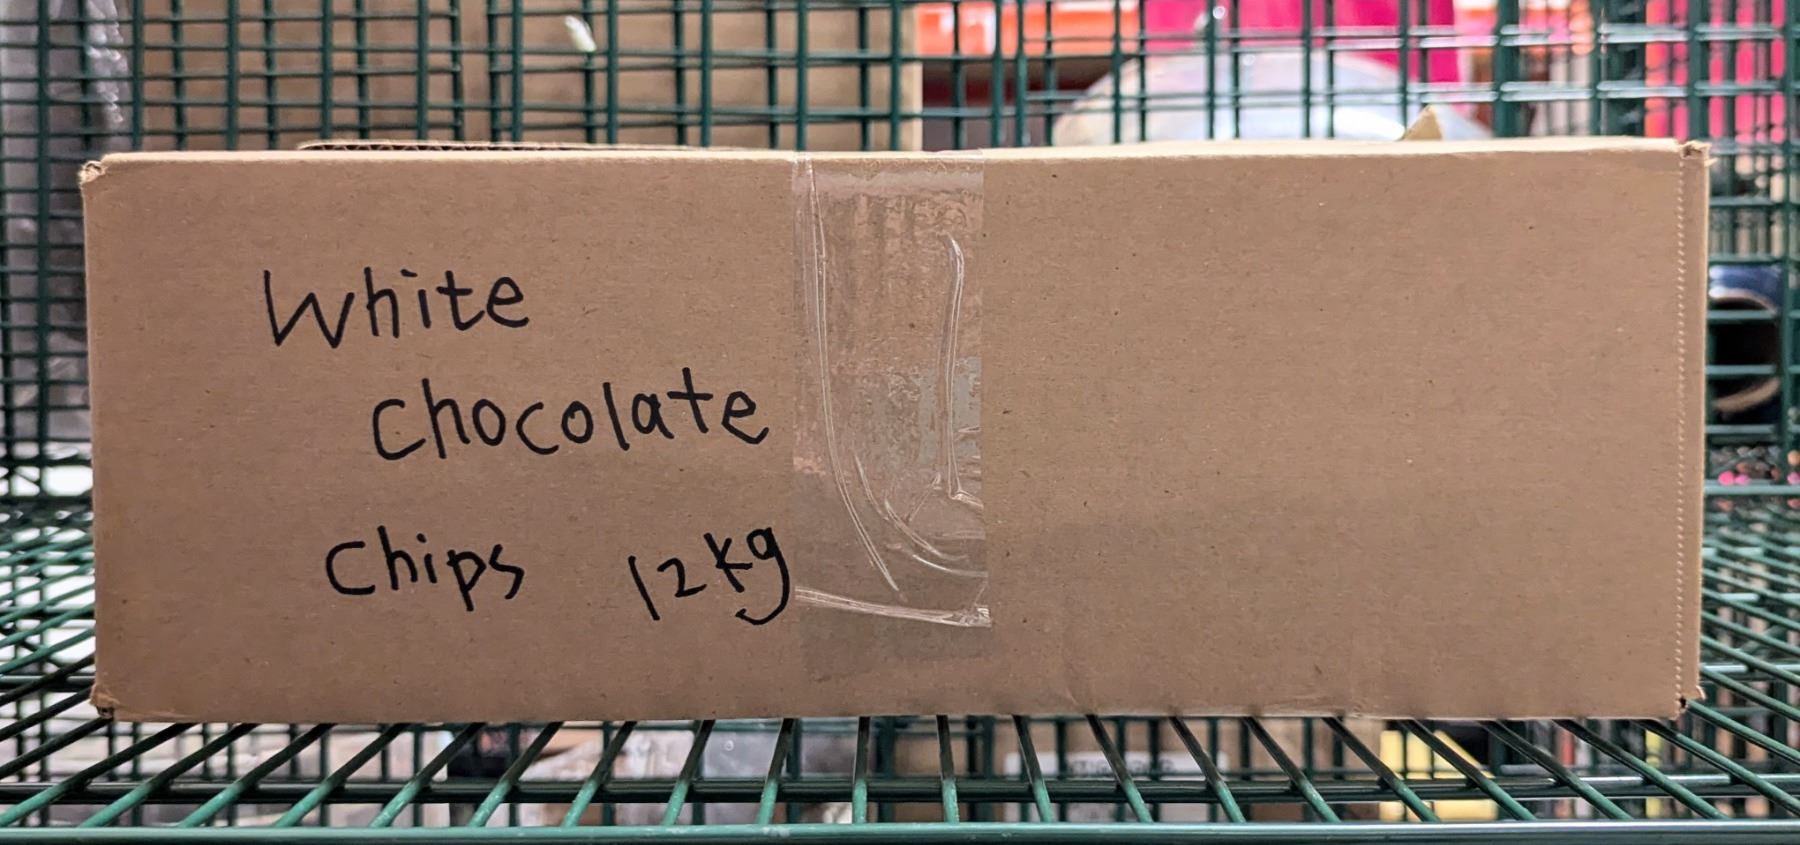 White
Chocolate
Chips 12kg